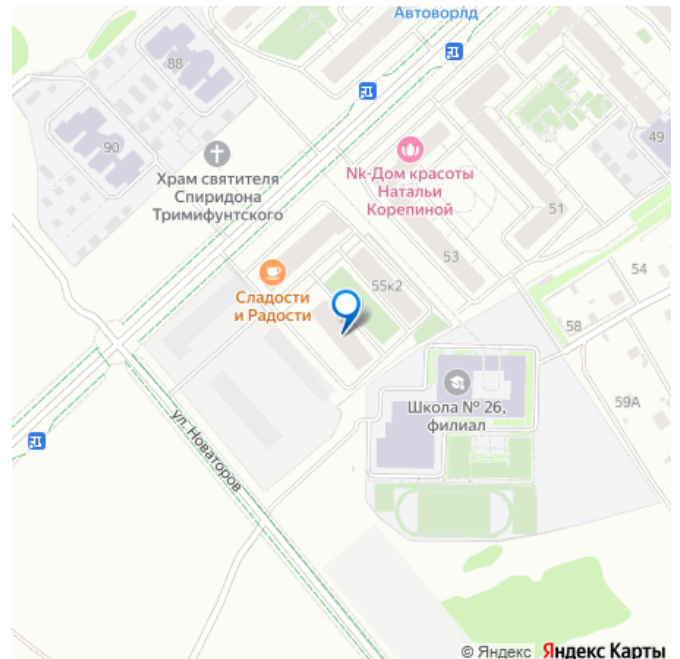 Автоворлд
88
90
49
Храм святителя
Спиридона
Тримифунтского
Nk-Дом красоты
Натальи
Корепиной
51
53
54
55к2
Сладости
и Радости
58
59А
Школа № 26,
филиал
ул. Новаторов
© Яндекс Яндекс Карты